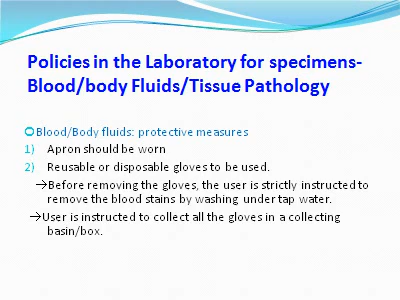 Policies in the Laboratory for specimens-
Blood/body Fluids/Tissue Pathology
Blood/Body fluids: protective measures
1) Apron should be worn
2) Reusable or disposable gloves to be used.
→Before removing the gloves, the user is strictly instructed to
remove the blood stains by washing under tap water.
→User is instructed to collect all the gloves in a collecting
basin/box.